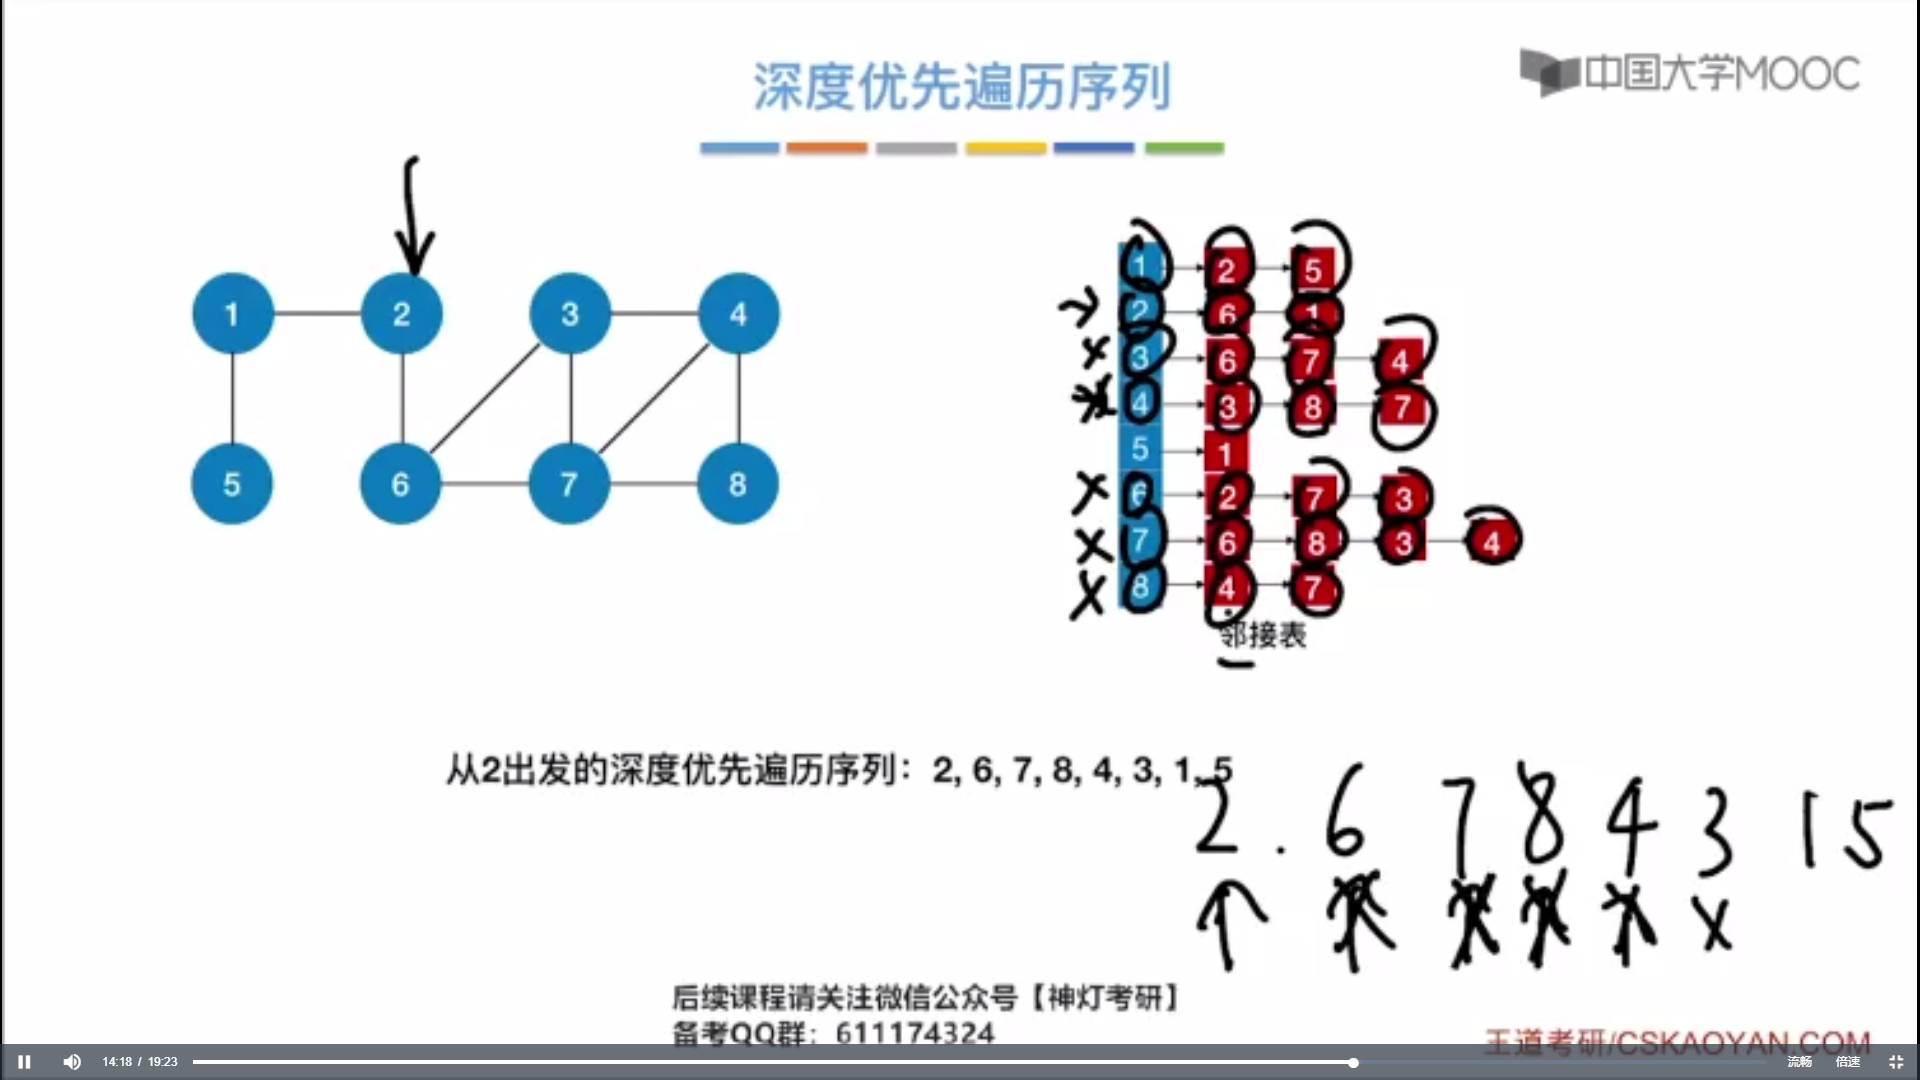 深度优先遍历序列
中国大学MOOC
1 2 3 4
5 6 7 8
1 2 5
2 6 1
3 6 7 4
4 3 8 7
5 1
6 2 7 3
7 6 8 3 4
8 4 7
邻接表
从2出发的深度优先遍历序列：2, 6, 7, 8, 4, 3, 1, 5
2 . 6 7 8 4 3 1 5
后续课程请关注微信公众号【神灯考研】
备考QQ群：611174324
王道考研/CSKAOYAN.COM
14:18 / 19:23
流畅 倍速